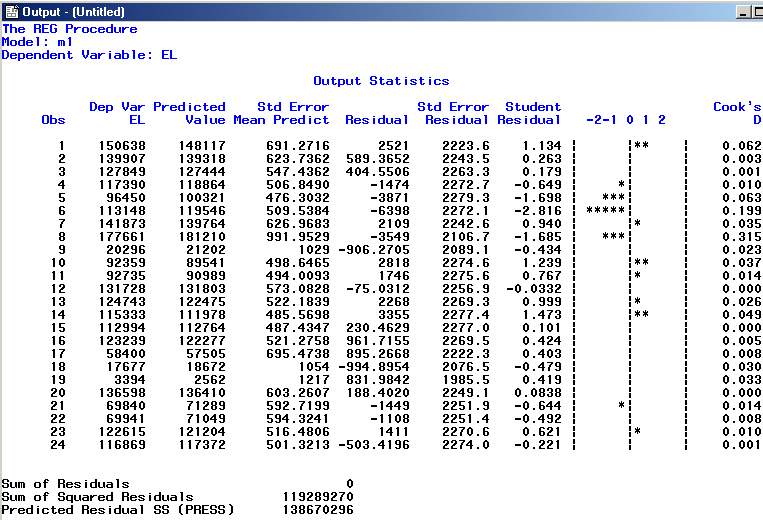 Output - (Untitled)
The REG Procedure
Model: m1
Dependent Variable: EL
Output Statistics
Dep Var Predicted Std Error Std Error Student Cook's
Obs EL Value Mean Predict Residual Residual Residual -2-1 0 1 2 D
1 150638 148117 691.2716 2521 2223.6 1.134 | |** | 0.062
2 139907 139318 623.7362 589.3652 2243.5 0.263 | | | 0.003
3 127849 127444 547.4362 404.5506 2263.3 0.179 | | | 0.001
4 117390 118864 506.8490 -1474 2272.7 -0.649 | *| | 0.010
5 96450 100321 476.3032 -3871 2279.3 -1.698 | ***| | 0.063
6 113148 119546 509.5384 -6398 2272.1 -2.816 | *****| | 0.199
7 141873 139764 626.9683 2109 2242.6 0.940 | |* | 0.035
8 177661 181210 991.9529 -3549 2106.7 -1.685 | ***| | 0.315
9 20296 21202 1029 -906.2705 2089.1 -0.434 | | | 0.023
10 92359 89541 498.6465 2818 2274.6 1.239 | |** | 0.037
11 92735 90989 494.0093 1746 2275.6 0.767 | |* | 0.014
12 131728 131803 573.0828 -75.0312 2256.9 -0.0332 | | | 0.000
13 124743 122475 522.1839 2268 2269.3 0.999 | |* | 0.026
14 115333 111978 485.5698 3355 2277.4 1.473 | |** | 0.049
15 112994 112764 487.4347 230.4629 2277.0 0.101 | | | 0.000
16 123239 122277 521.2758 961.7155 2269.5 0.424 | | | 0.005
17 58400 57505 695.4738 895.2668 2222.3 0.403 | | | 0.008
18 17677 18672 1054 -994.8954 2076.5 -0.479 | | | 0.030
19 3394 2562 1217 831.9842 1985.5 0.419 | | | 0.033
20 136598 136410 603.2607 188.4020 2249.1 0.0838 | | | 0.000
21 69840 71289 592.7199 -1449 2251.9 -0.644 | *| | 0.014
22 69941 71049 594.3241 -1108 2251.4 -0.492 | | | 0.008
23 122615 121204 516.4806 1411 2270.6 0.621 | |* | 0.010
24 116869 117372 501.3213 -503.4196 2274.0 -0.221 | | | 0.001
Sum of Residuals 0
Sum of Squared Residuals 119289270
Predicted Residual SS (PRESS) 138670296